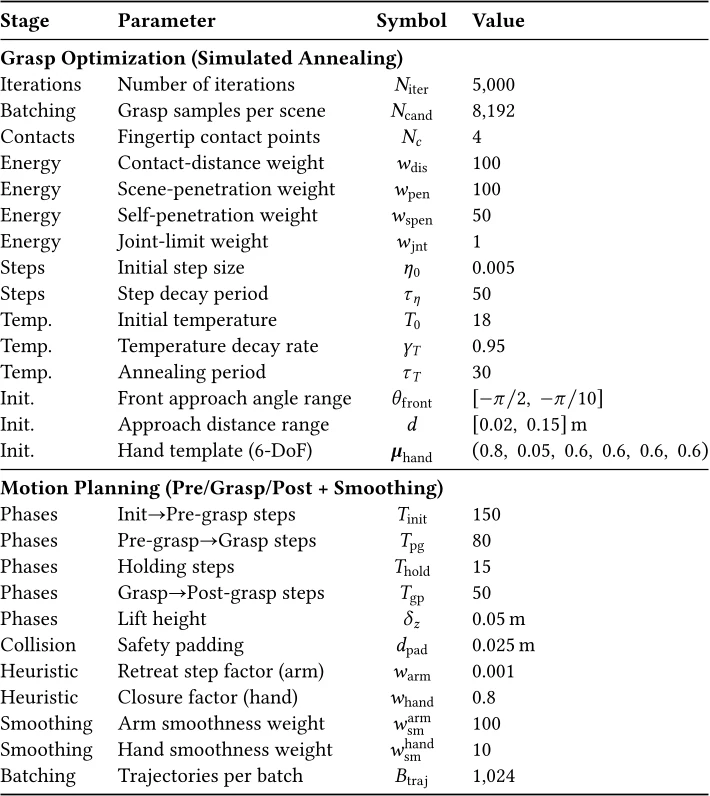 Stage Parameter Symbol Value
Grasp Optimization (Simulated Annealing)
Iterations Number of iterations N_iter 5,000
Batching Grasp samples per scene N_cand 8,192
Contacts Fingertip contact points N_c 4
Energy Contact-distance weight w_dis 100
Energy Scene-penetration weight w_pen 100
Energy Self-penetration weight w_spen 50
Energy Joint-limit weight w_jnt 1
Steps Initial step size η_0 0.005
Steps Step decay period τ_η 50
Temp. Initial temperature T_0 18
Temp. Temperature decay rate γ_T 0.95
Temp. Annealing period τ_T 30
Init. Front approach angle range θ_front [−π/2, −π/10]
Init. Approach distance range d [0.02, 0.15] m
Init. Hand template (6-DoF) μ_hand (0.8, 0.05, 0.6, 0.6, 0.6, 0.6)
Motion Planning (Pre/Grasp/Post + Smoothing)
Phases Init→Pre-grasp steps T_init 150
Phases Pre-grasp→Grasp steps T_pg 80
Phases Holding steps T_hold 15
Phases Grasp→Post-grasp steps T_gp 50
Phases Lift height δ_z 0.05 m
Collision Safety padding d_pad 0.025 m
Heuristic Retreat step factor (arm) w_arm 0.001
Heuristic Closure factor (hand) w_hand 0.8
Smoothing Arm smoothness weight w_sm^arm 100
Smoothing Hand smoothness weight w_sm^hand 10
Batching Trajectories per batch B_traj 1,024